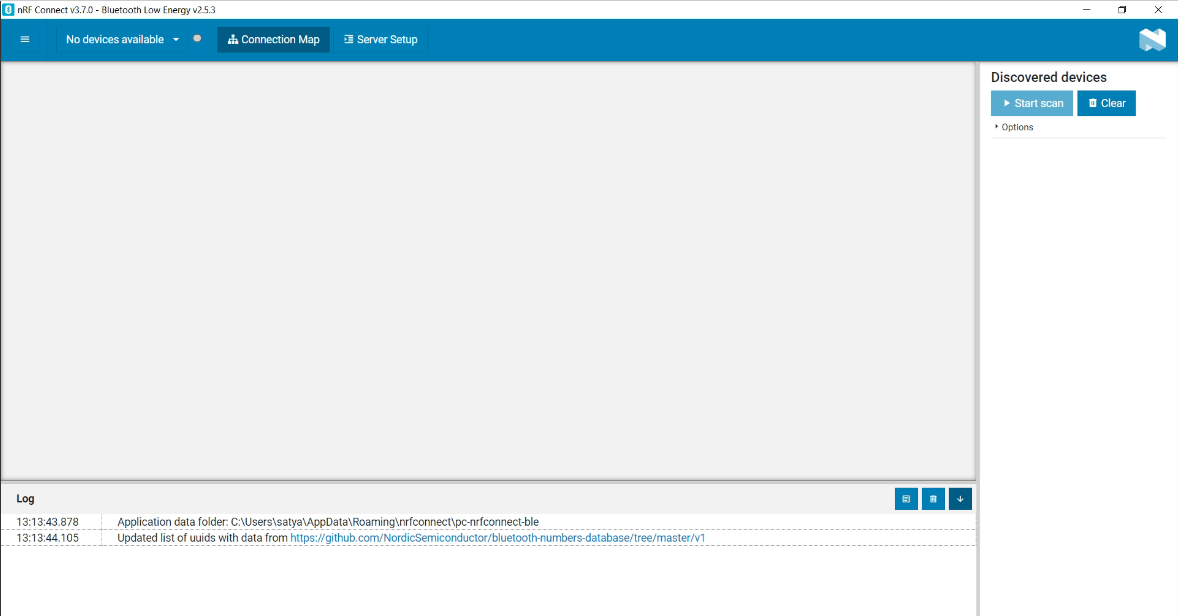 nRF Connect v3.7.0 - Bluetooth Low Energy v2.5.3
No devices available
Connection Map
Server Setup
Discovered devices
Start scan
Clear
Options
Log
13:13:43.878 Application data folder: C:\Users\satya\AppData\Roaming\nrfconnect\pc-nrfconnect-ble
13:13:44.105 Updated list of uuids with data from https://github.com/NordicSemiconductor/bluetooth-numbers-database/tree/master/v1